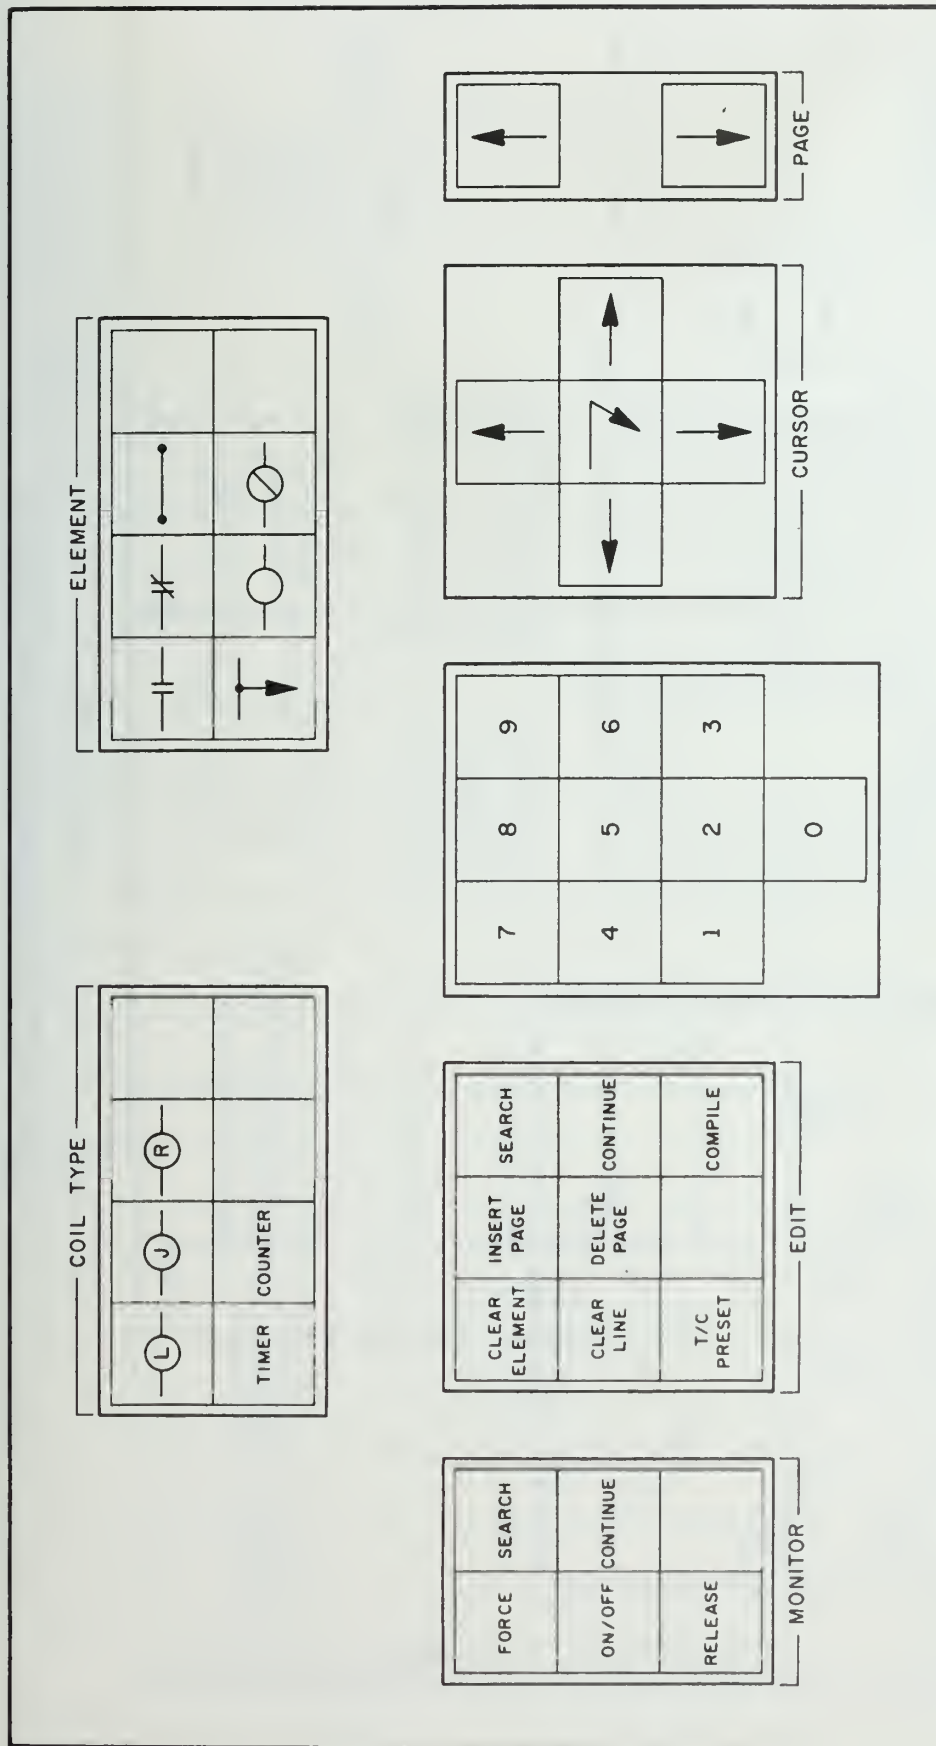 COIL TYPE
L J R
TIMER COUNTER
ELEMENT
FORCE SEARCH
ON/OFF CONTINUE
RELEASE
MONITOR
CLEAR ELEMENT
INSERT PAGE
SEARCH
CLEAR LINE
DELETE PAGE
CONTINUE
T/C PRESET
COMPILE
EDIT
7 8 9
4 5 6
1 2 3
0
CURSOR
PAGE